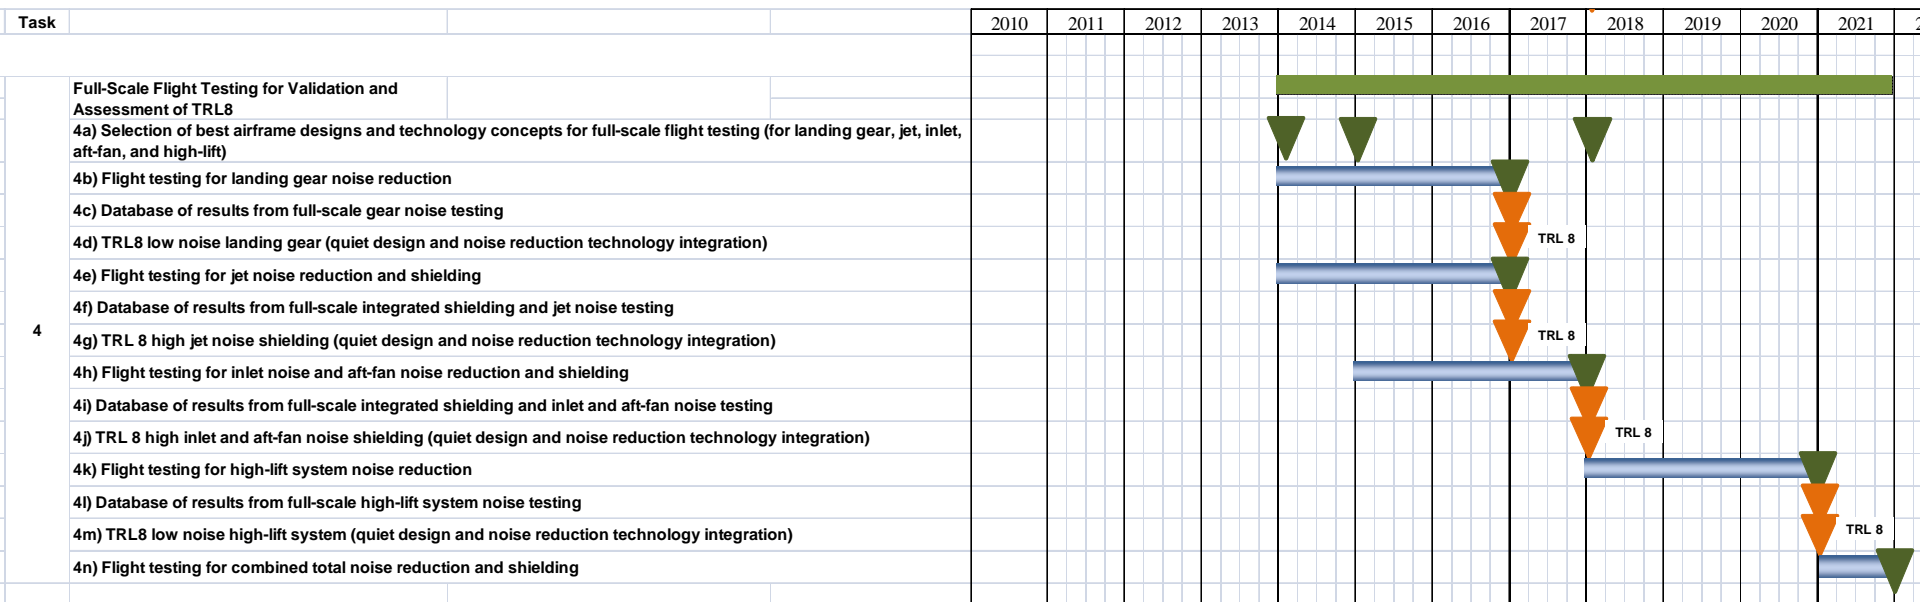 Task 2010 2011 2012 2013 2014 2015 2016 2017 2018 2019 2020 2021 2
Full-Scale Flight Testing for Validation and
Assessment of TRL8
4a) Selection of best airframe designs and technology concepts for full-scale flight testing (for landing gear, jet, inlet,
aft-fan, and high-lift)
4b) Flight testing for landing gear noise reduction
4c) Database of results from full-scale gear noise testing
4d) TRL8 low noise landing gear (quiet design and noise reduction technology integration) TRL 8
4e) Flight testing for jet noise reduction and shielding
4f) Database of results from full-scale integrated shielding and jet noise testing
4
4g) TRL 8 high jet noise shielding (quiet design and noise reduction technology integration) TRL 8
4h) Flight testing for inlet noise and aft-fan noise reduction and shielding
4i) Database of results from full-scale integrated shielding and inlet and aft-fan noise testing
4j) TRL 8 high inlet and aft-fan noise shielding (quiet design and noise reduction technology integration) TRL 8
4k) Flight testing for high-lift system noise reduction
4l) Database of results from full-scale high-lift system noise testing
4m) TRL8 low noise high-lift system (quiet design and noise reduction technology integration) TRL 8
4n) Flight testing for combined total noise reduction and shielding